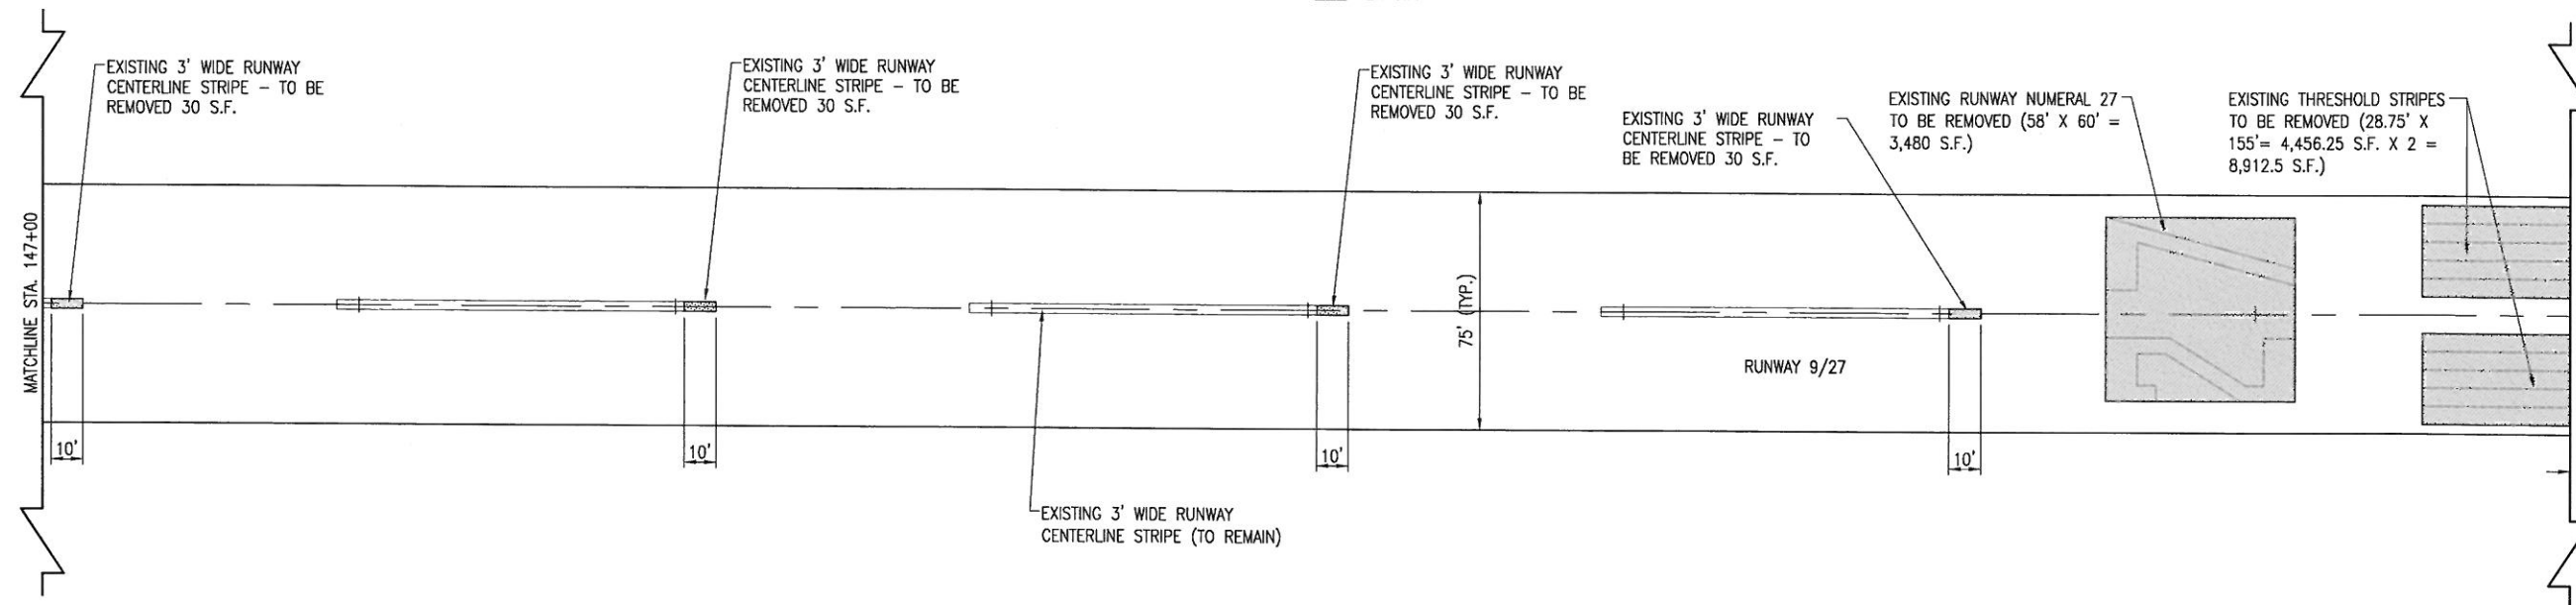 EXISTING 3' WIDE RUNWAY
CENTERLINE STRIPE – TO BE
REMOVED 30 S.F.
EXISTING 3' WIDE RUNWAY
CENTERLINE STRIPE – TO BE
REMOVED 30 S.F.
EXISTING 3' WIDE RUNWAY
CENTERLINE STRIPE – TO BE
REMOVED 30 S.F.
EXISTING 3' WIDE RUNWAY
CENTERLINE STRIPE – TO
BE REMOVED 30 S.F.
EXISTING RUNWAY NUMERAL 27
TO BE REMOVED (58' X 60' =
3,480 S.F.)
EXISTING THRESHOLD STRIPES
TO BE REMOVED (28.75' X
155'= 4,456.25 S.F. X 2 =
8,912.5 S.F.)
MATCHLINE STA. 147+00
75' (TYP.)
RUNWAY 9/27
27
10'
10'
10'
10'
EXISTING 3' WIDE RUNWAY
CENTERLINE STRIPE (TO REMAIN)